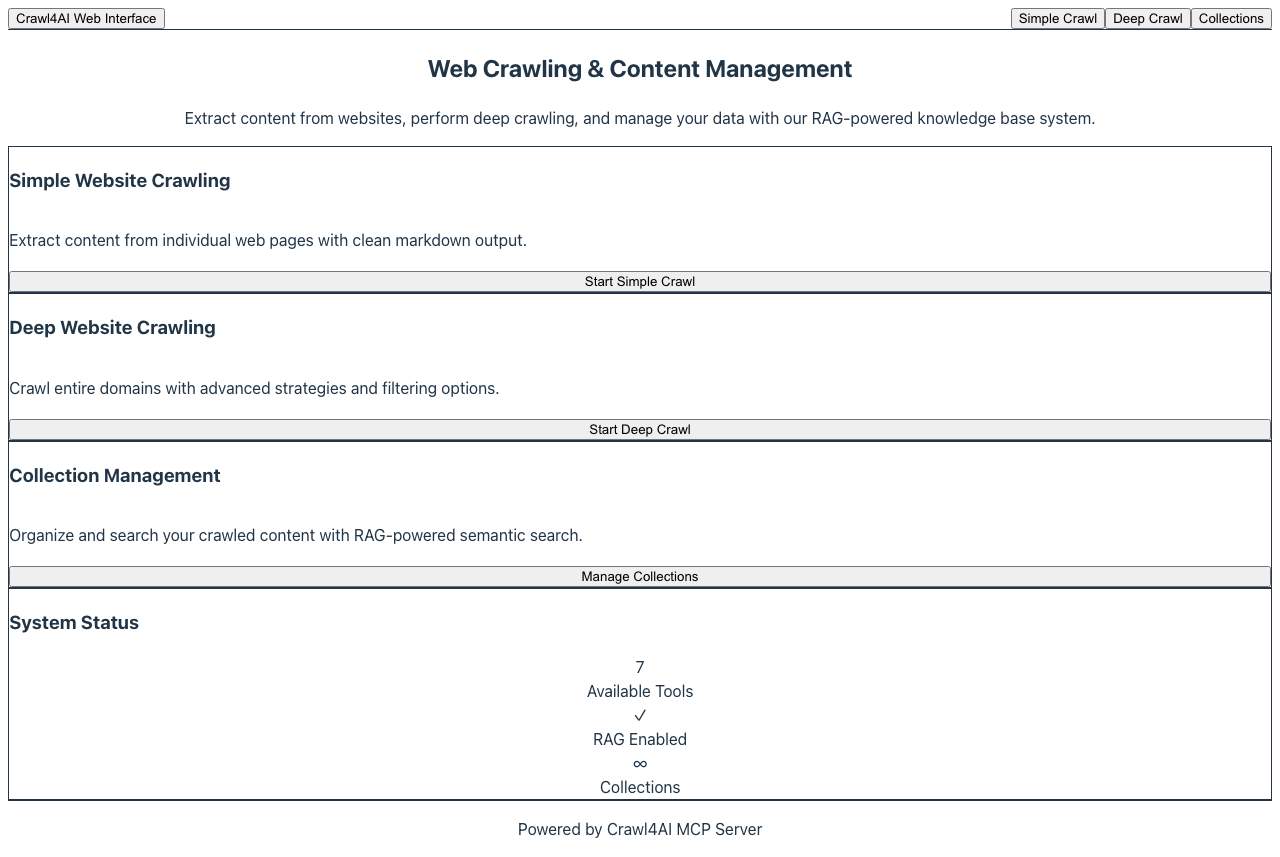 Crawl4AI Web Interface
Simple Crawl Deep Crawl Collections
Web Crawling & Content Management
Extract content from websites, perform deep crawling, and manage your data with our RAG-powered knowledge base system.
Simple Website Crawling
Extract content from individual web pages with clean markdown output.
Start Simple Crawl
Deep Website Crawling
Crawl entire domains with advanced strategies and filtering options.
Start Deep Crawl
Collection Management
Organize and search your crawled content with RAG-powered semantic search.
Manage Collections
System Status
7
Available Tools
✓
RAG Enabled
∞
Collections
Powered by Crawl4AI MCP Server